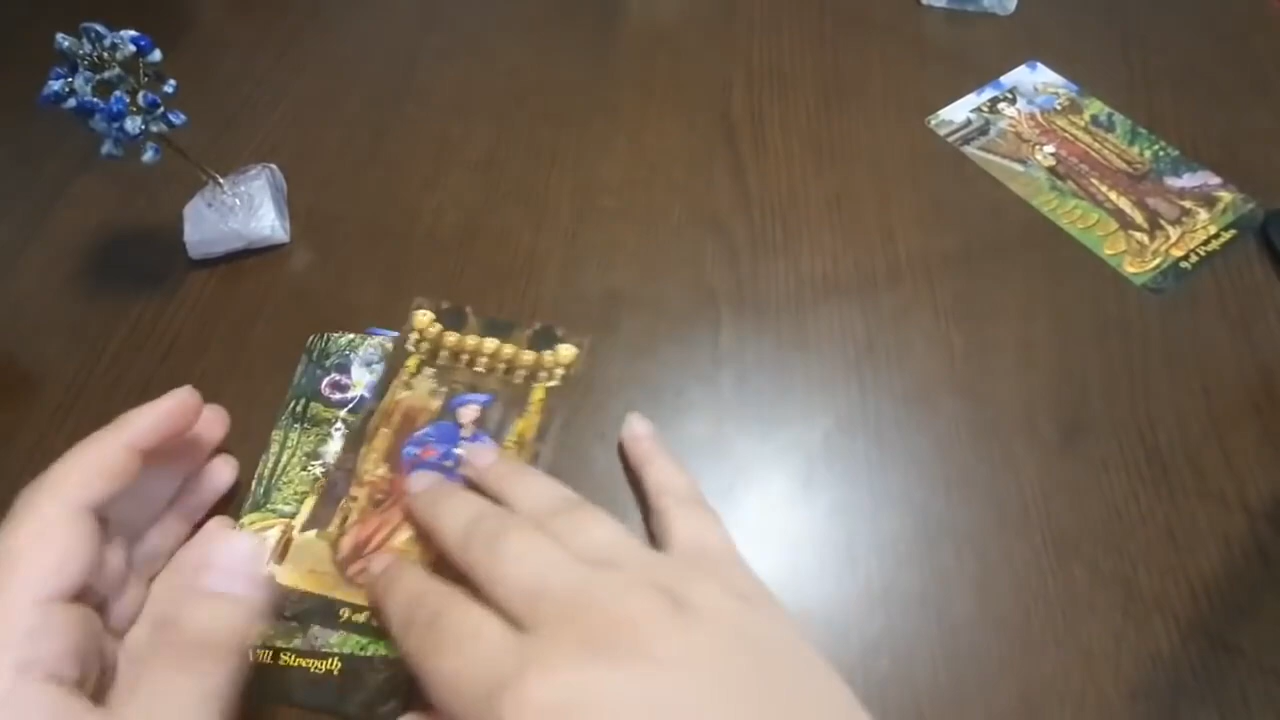 9 of Pentacles
9 of
VIII. Strength